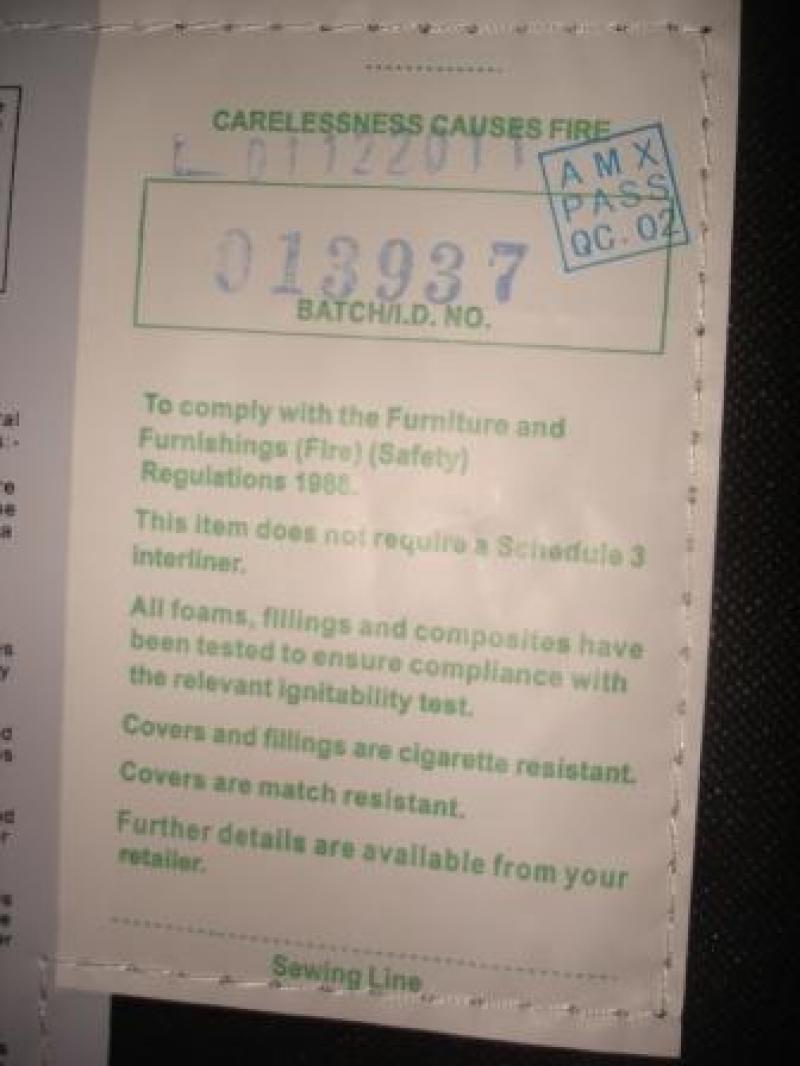 CARELESSNESS CAUSES FIRE
01122011
AMX
PASS
QC.02
013937
BATCH/I.D. NO.
To comply with the Furniture and
Furnishings (Fire) (Safety)
Regulations 1988.
This item does not require a Schedule 3
interliner.
All foams, fillings and composites have
been tested to ensure compliance with
the relevant ignitability test.
Covers and fillings are cigarette resistant.
Covers are match resistant.
Further details are available from your
retailer.
Sewing Line